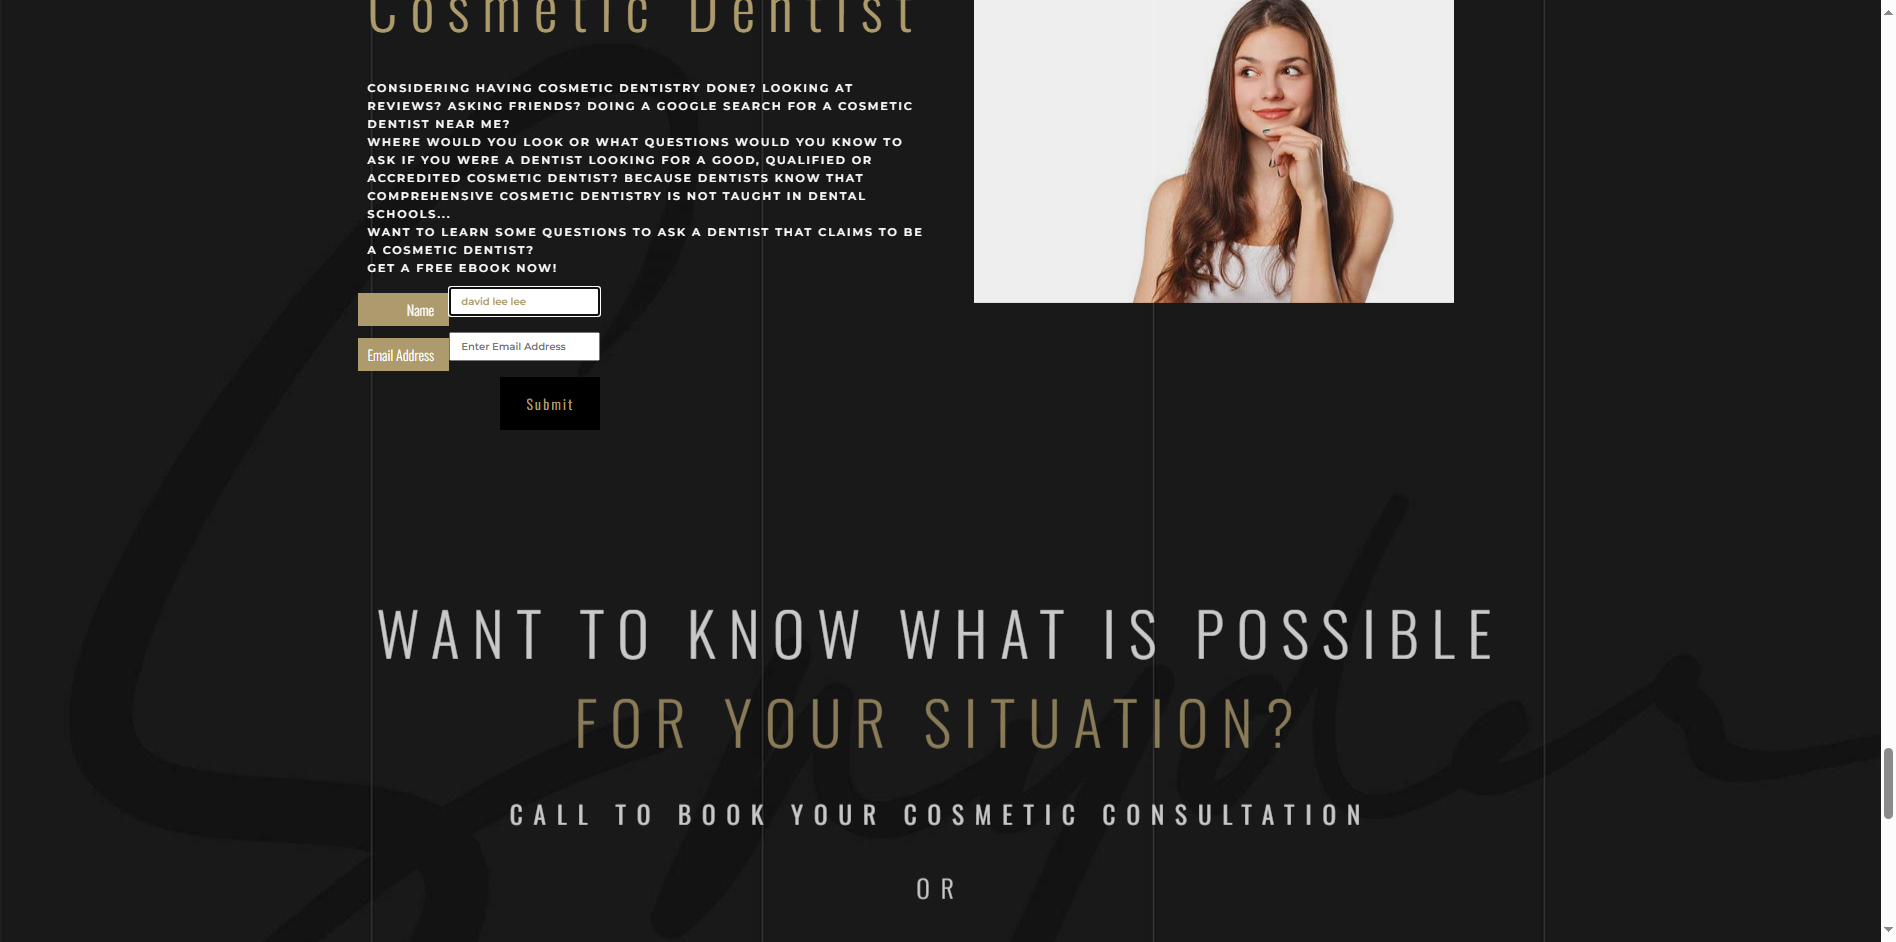 Cosmetic Dentist
CONSIDERING HAVING COSMETIC DENTISTRY DONE? LOOKING AT
REVIEWS? ASKING FRIENDS? DOING A GOOGLE SEARCH FOR A COSMETIC
DENTIST NEAR ME?
WHERE WOULD YOU LOOK OR WHAT QUESTIONS WOULD YOU KNOW TO
ASK IF YOU WERE A DENTIST LOOKING FOR A GOOD, QUALIFIED OR
ACCREDITED COSMETIC DENTIST? BECAUSE DENTISTS KNOW THAT
COMPREHENSIVE COSMETIC DENTISTRY IS NOT TAUGHT IN DENTAL
SCHOOLS...
WANT TO LEARN SOME QUESTIONS TO ASK A DENTIST THAT CLAIMS TO BE
A COSMETIC DENTIST?
GET A FREE EBOOK NOW!
Name
david lee lee
Email Address
Enter Email Address
Submit
Snyder
WANT TO KNOW WHAT IS POSSIBLE
FOR YOUR SITUATION?
CALL TO BOOK YOUR COSMETIC CONSULTATION
OR